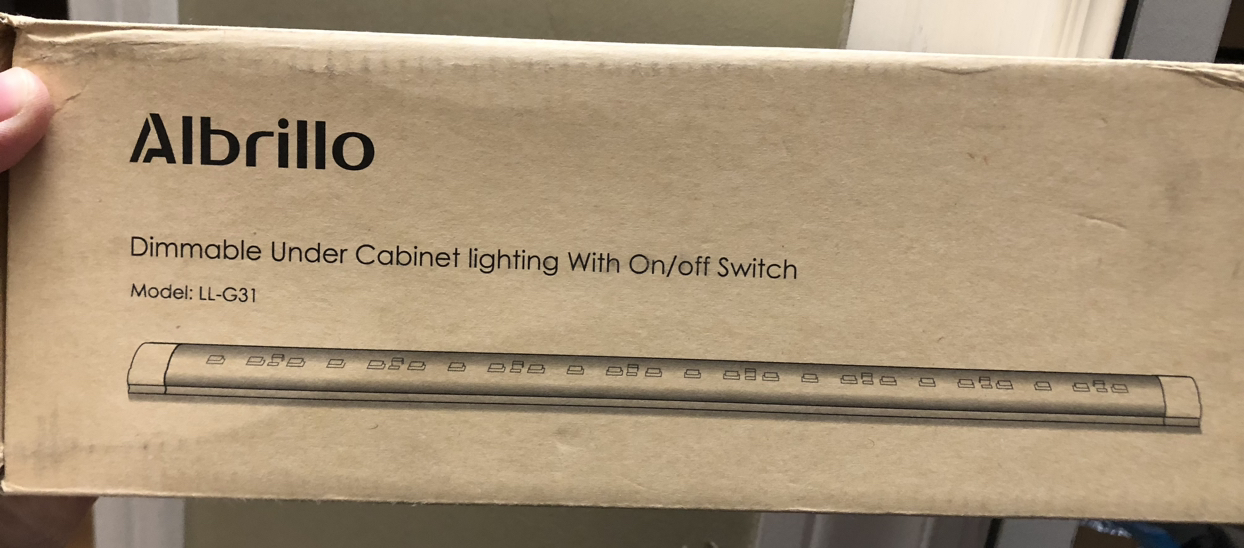 Albrillo
Dimmable Under Cabinet lighting With On/off Switch
Model: LL-G31